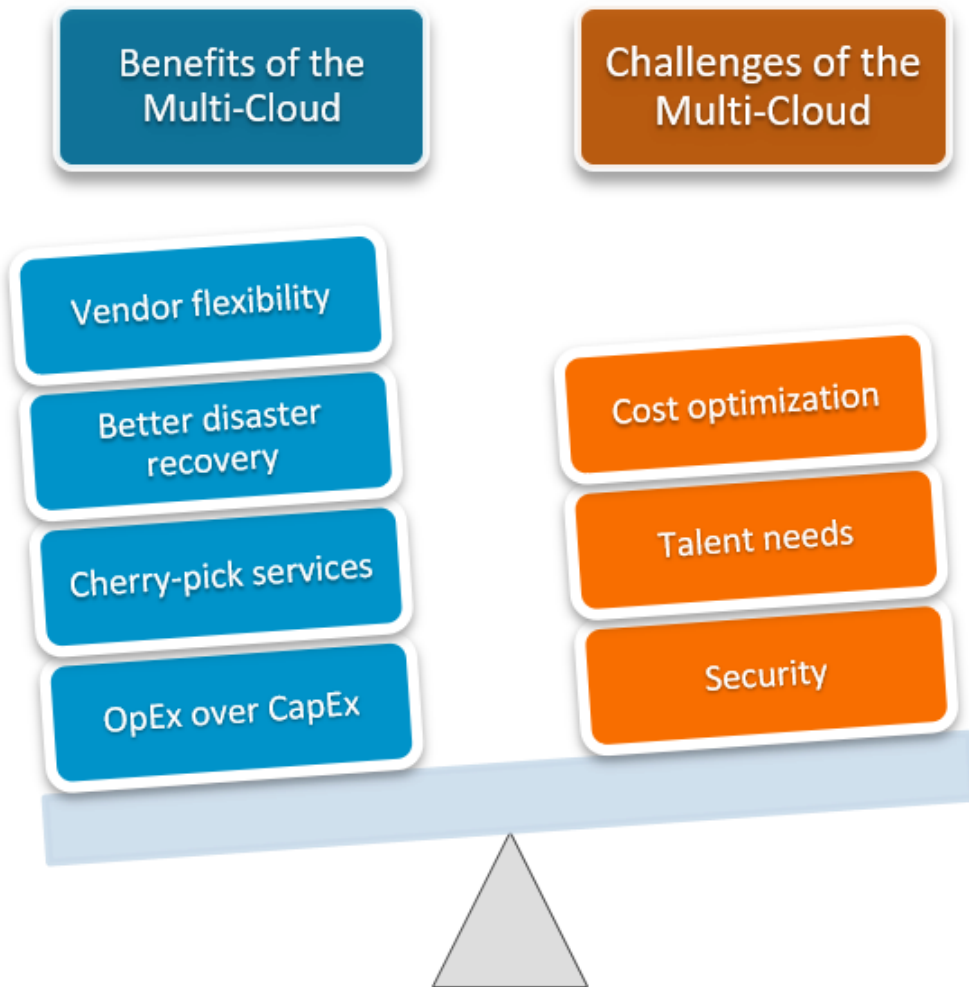 Benefits of the
Multi-Cloud
Challenges of the
Multi-Cloud
Vendor flexibility
Better disaster
recovery
Cherry-pick services
OpEx over CapEx
Cost optimization
Talent needs
Security